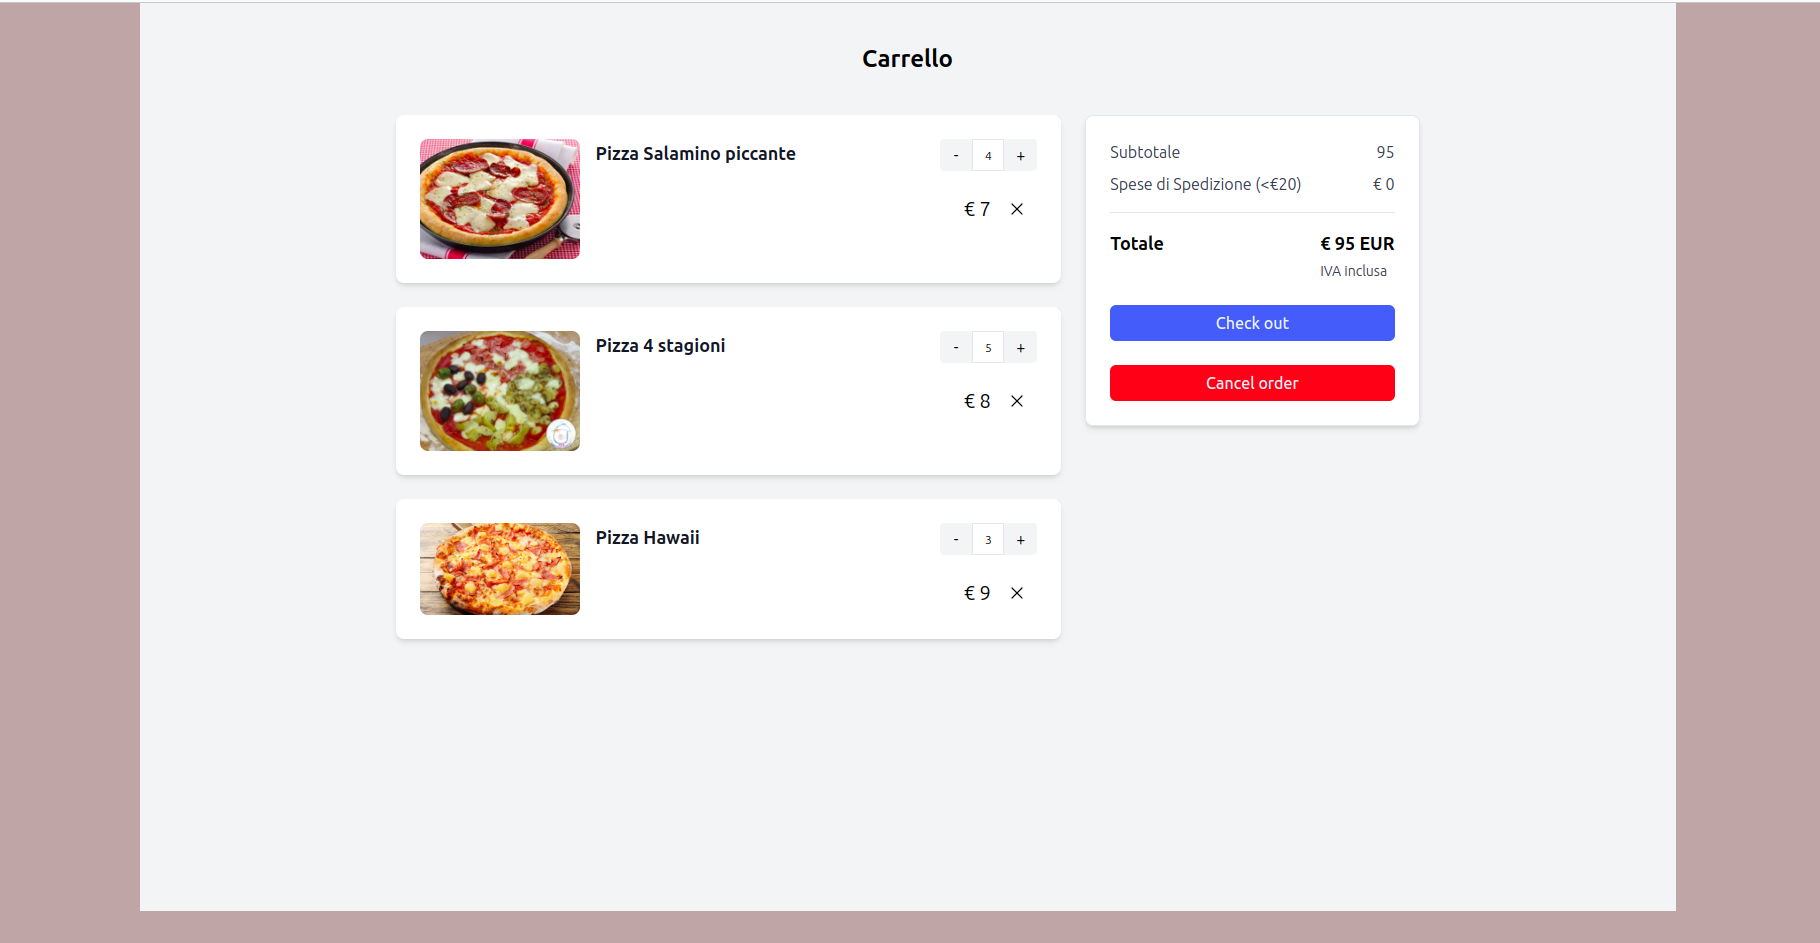 Carrello
Pizza Salamino piccante
- 4 +
€ 7 ×
Pizza 4 stagioni
- 5 +
€ 8 ×
Pizza Hawaii
- 3 +
€ 9 ×
Subtotale 95
Spese di Spedizione (<€20) € 0
Totale € 95 EUR
IVA inclusa
Check out
Cancel order